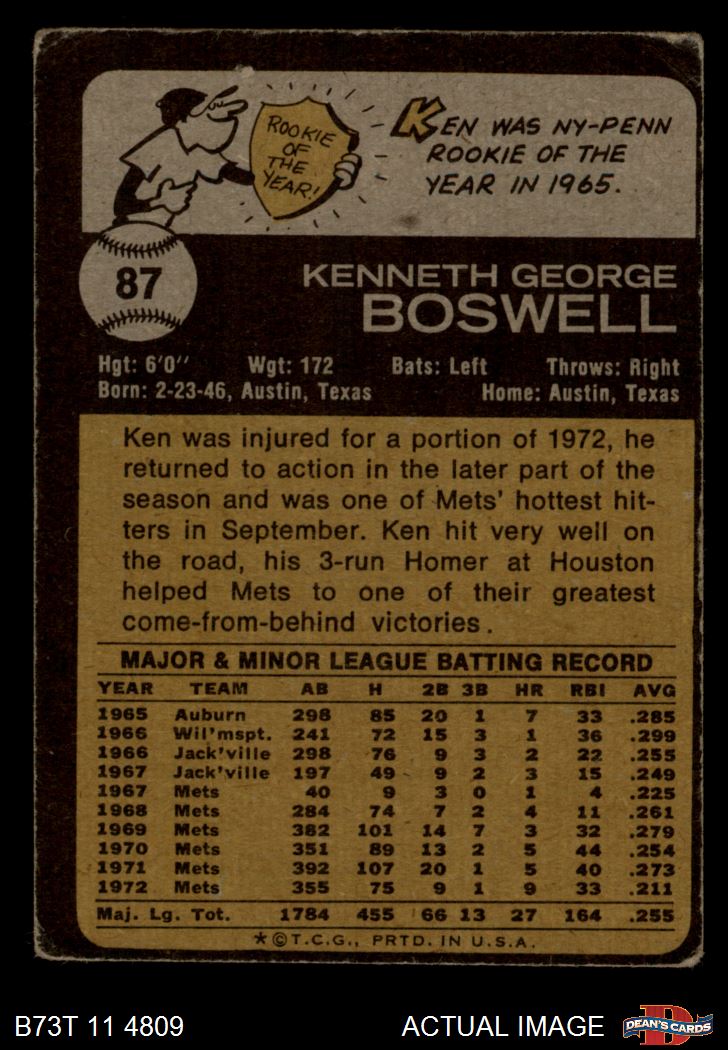 ROOKIE
OF
THE
YEAR!
KEN WAS NY-PENN
ROOKIE OF THE
YEAR IN 1965.
87
KENNETH GEORGE
BOSWELL
Hgt: 6'0" Wgt: 172 Bats: Left Throws: Right
Born: 2-23-46, Austin, Texas Home: Austin, Texas
Ken was injured for a portion of 1972, he
returned to action in the later part of the
season and was one of Mets' hottest hit-
ters in September. Ken hit very well on
the road, his 3-run Homer at Houston
helped Mets to one of their greatest
come-from-behind victories.
MAJOR & MINOR LEAGUE BATTING RECORD
YEAR TEAM AB H 2B 3B HR RBI AVG
1965 Auburn 298 85 20 1 7 33 .285
1966 Wil'mspt. 241 72 15 3 1 36 .299
1966 Jack'ville 298 76 9 3 2 22 .255
1967 Jack'ville 197 49 9 2 3 15 .249
1967 Mets 40 9 3 0 1 4 .225
1968 Mets 284 74 7 2 4 11 .261
1969 Mets 382 101 14 7 3 32 .279
1970 Mets 351 89 13 2 5 44 .254
1971 Mets 392 107 20 1 5 40 .273
1972 Mets 355 75 9 1 9 33 .211
Maj. Lg. Tot. 1784 455 66 13 27 164 .255
*©T.C.G., PRTD. IN U.S.A.
B73T 11 4809 ACTUAL IMAGE
DEAN'S CARDS